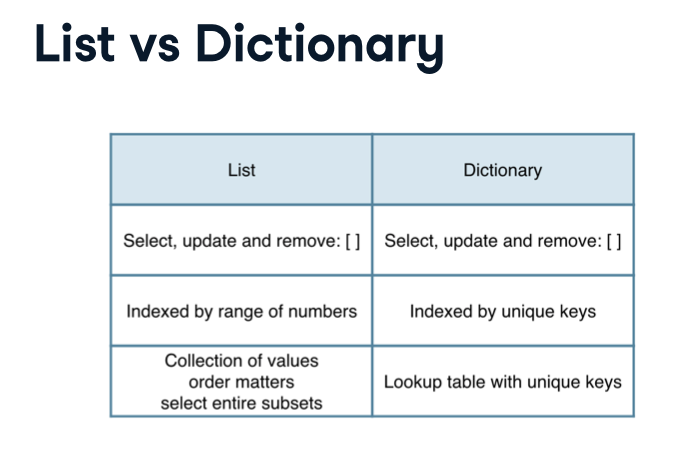 List vs Dictionary
List
Dictionary
Select, update and remove: [ ]
Select, update and remove: [ ]
Indexed by range of numbers
Indexed by unique keys
Collection of values
order matters
select entire subsets
Lookup table with unique keys